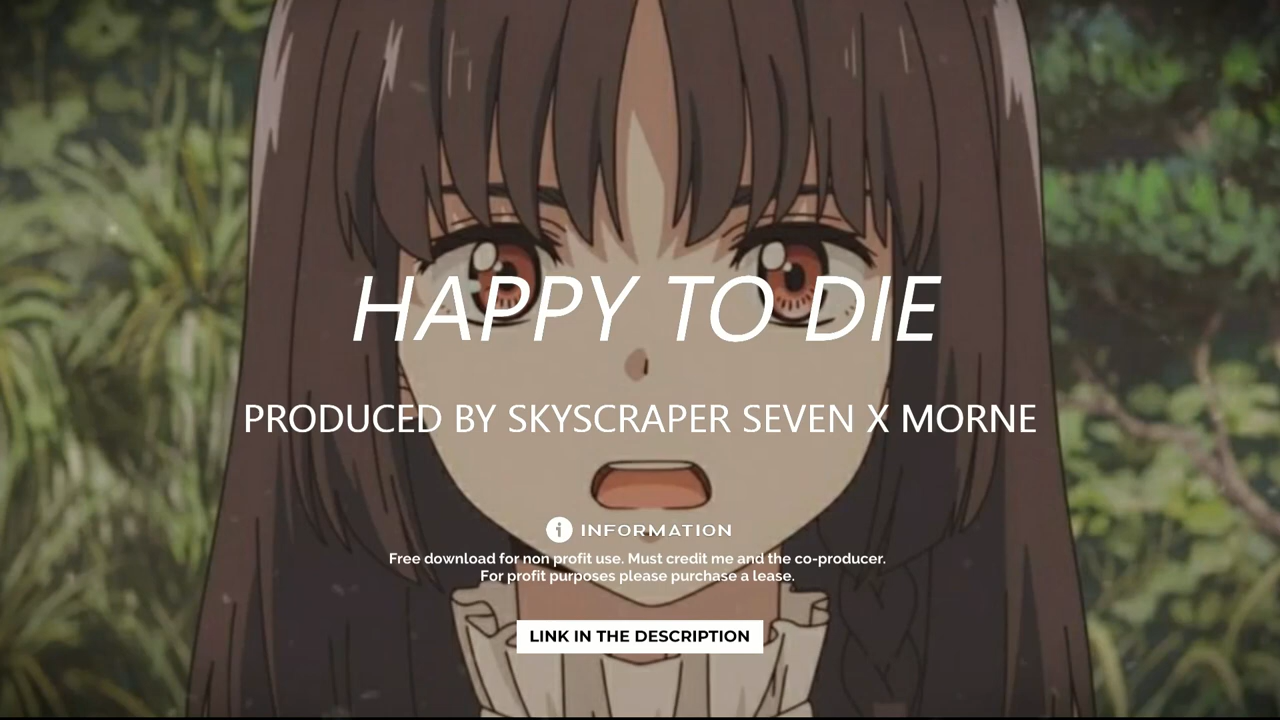 HAPPY TO DIE
PRODUCED BY SKYSCRAPER SEVEN X MORNE
INFORMATION
Free download for non profit use. Must credit me and the co-producer.
For profit purposes please purchase a lease.
LINK IN THE DESCRIPTION